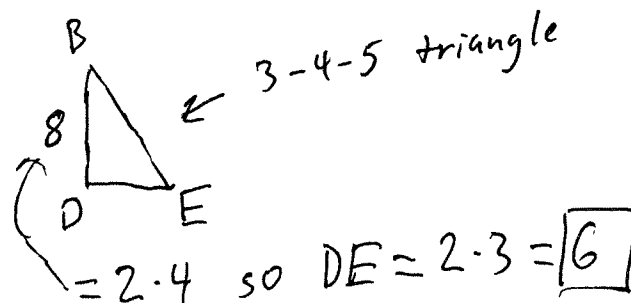 B
3-4-5 triangle
8
D E
= 2·4 so DE = 2·3 = 6